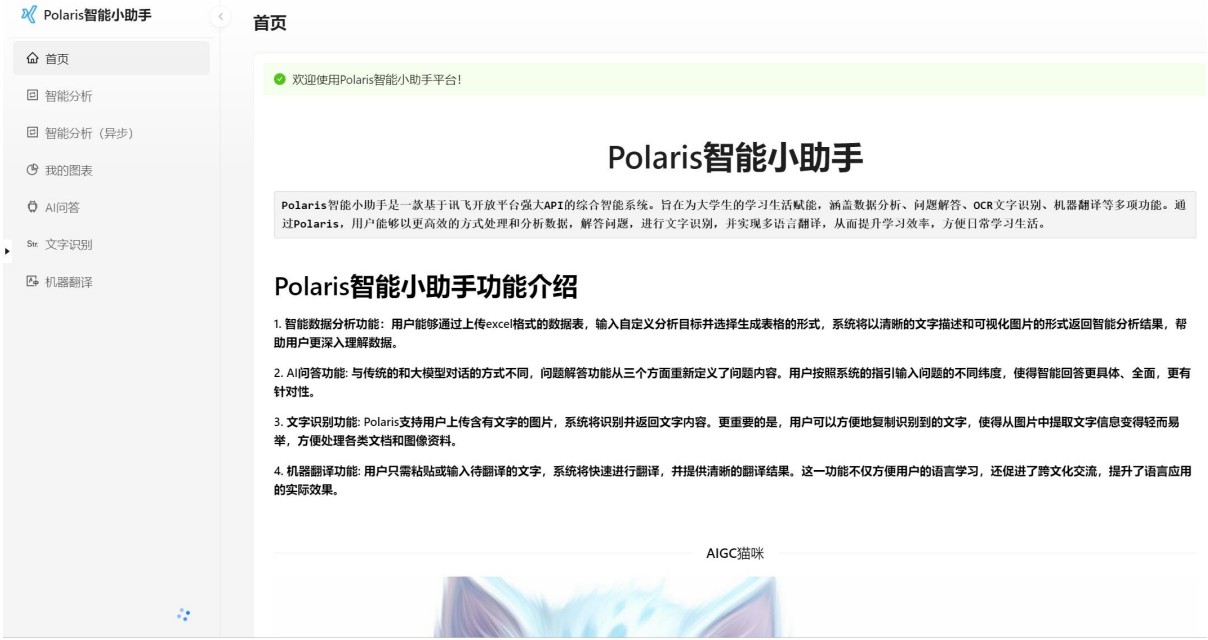 Polaris智能小助手
首页
智能分析
智能分析（异步）
我的图表
AI问答
Str. 文字识别
机器翻译
首页
欢迎使用Polaris智能小助手平台！
Polaris智能小助手
Polaris智能小助手是一款基于讯飞开放平台强大API的综合智能系统。旨在为大学生的学习生活赋能，涵盖数据分析、问题解答、OCR文字识别、机器翻译等多项功能。通
过Polaris，用户能够以更高效的方式处理和分析数据，解答问题，进行文字识别，并实现多语言翻译，从而提升学习效率，方便日常学习生活。
Polaris智能小助手功能介绍
1. 智能数据分析功能：用户能够通过上传excel格式的数据表，输入自定义分析目标并选择生成表格的形式，系统将以清晰的文字描述和可视化图片的形式返回智能分析结果，帮
助用户更深入理解数据。
2. AI问答功能: 与传统的和大模型对话的方式不同，问题解答功能从三个方面重新定义了问题内容。用户按照系统的指引输入问题的不同纬度，使得智能回答更具体、全面，更有
针对性。
3. 文字识别功能: Polaris支持用户上传含有文字的图片，系统将识别并返回文字内容。更重要的是，用户可以方便地复制识别到的文字，使得从图片中提取文字信息变得轻而易
举，方便处理各类文档和图像资料。
4. 机器翻译功能: 用户只需粘贴或输入待翻译的文字，系统将快速进行翻译，并提供清晰的翻译结果。这一功能不仅方便用户的语言学习，还促进了跨文化交流，提升了语言应用
的实际效果。
AIGC猫咪